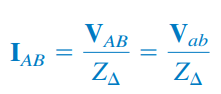 I_AB = V_AB / Z_Δ = V_ab / Z_Δ